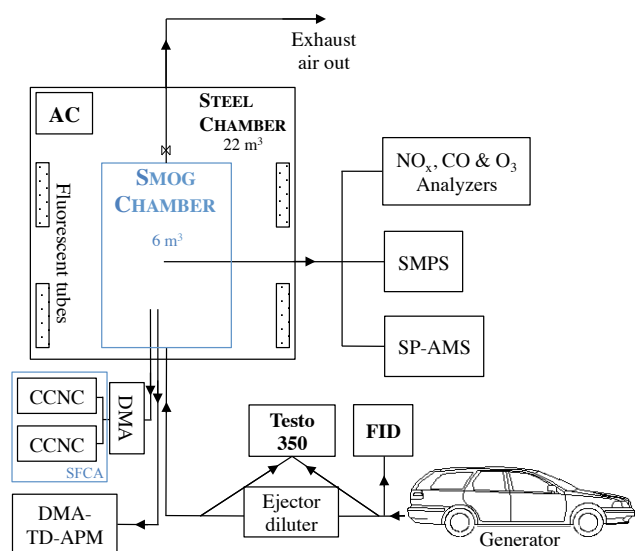 Exhaust
air out
AC
STEEL
CHAMBER
22 m³
Fluorescent tubes
SMOG
CHAMBER
6 m³
NOₓ, CO & O₃
Analyzers
SMPS
SP-AMS
CCNC
CCNC
DMA
SFCA
DMA-
TD-APM
Testo
350
FID
Ejector
diluter
Generator